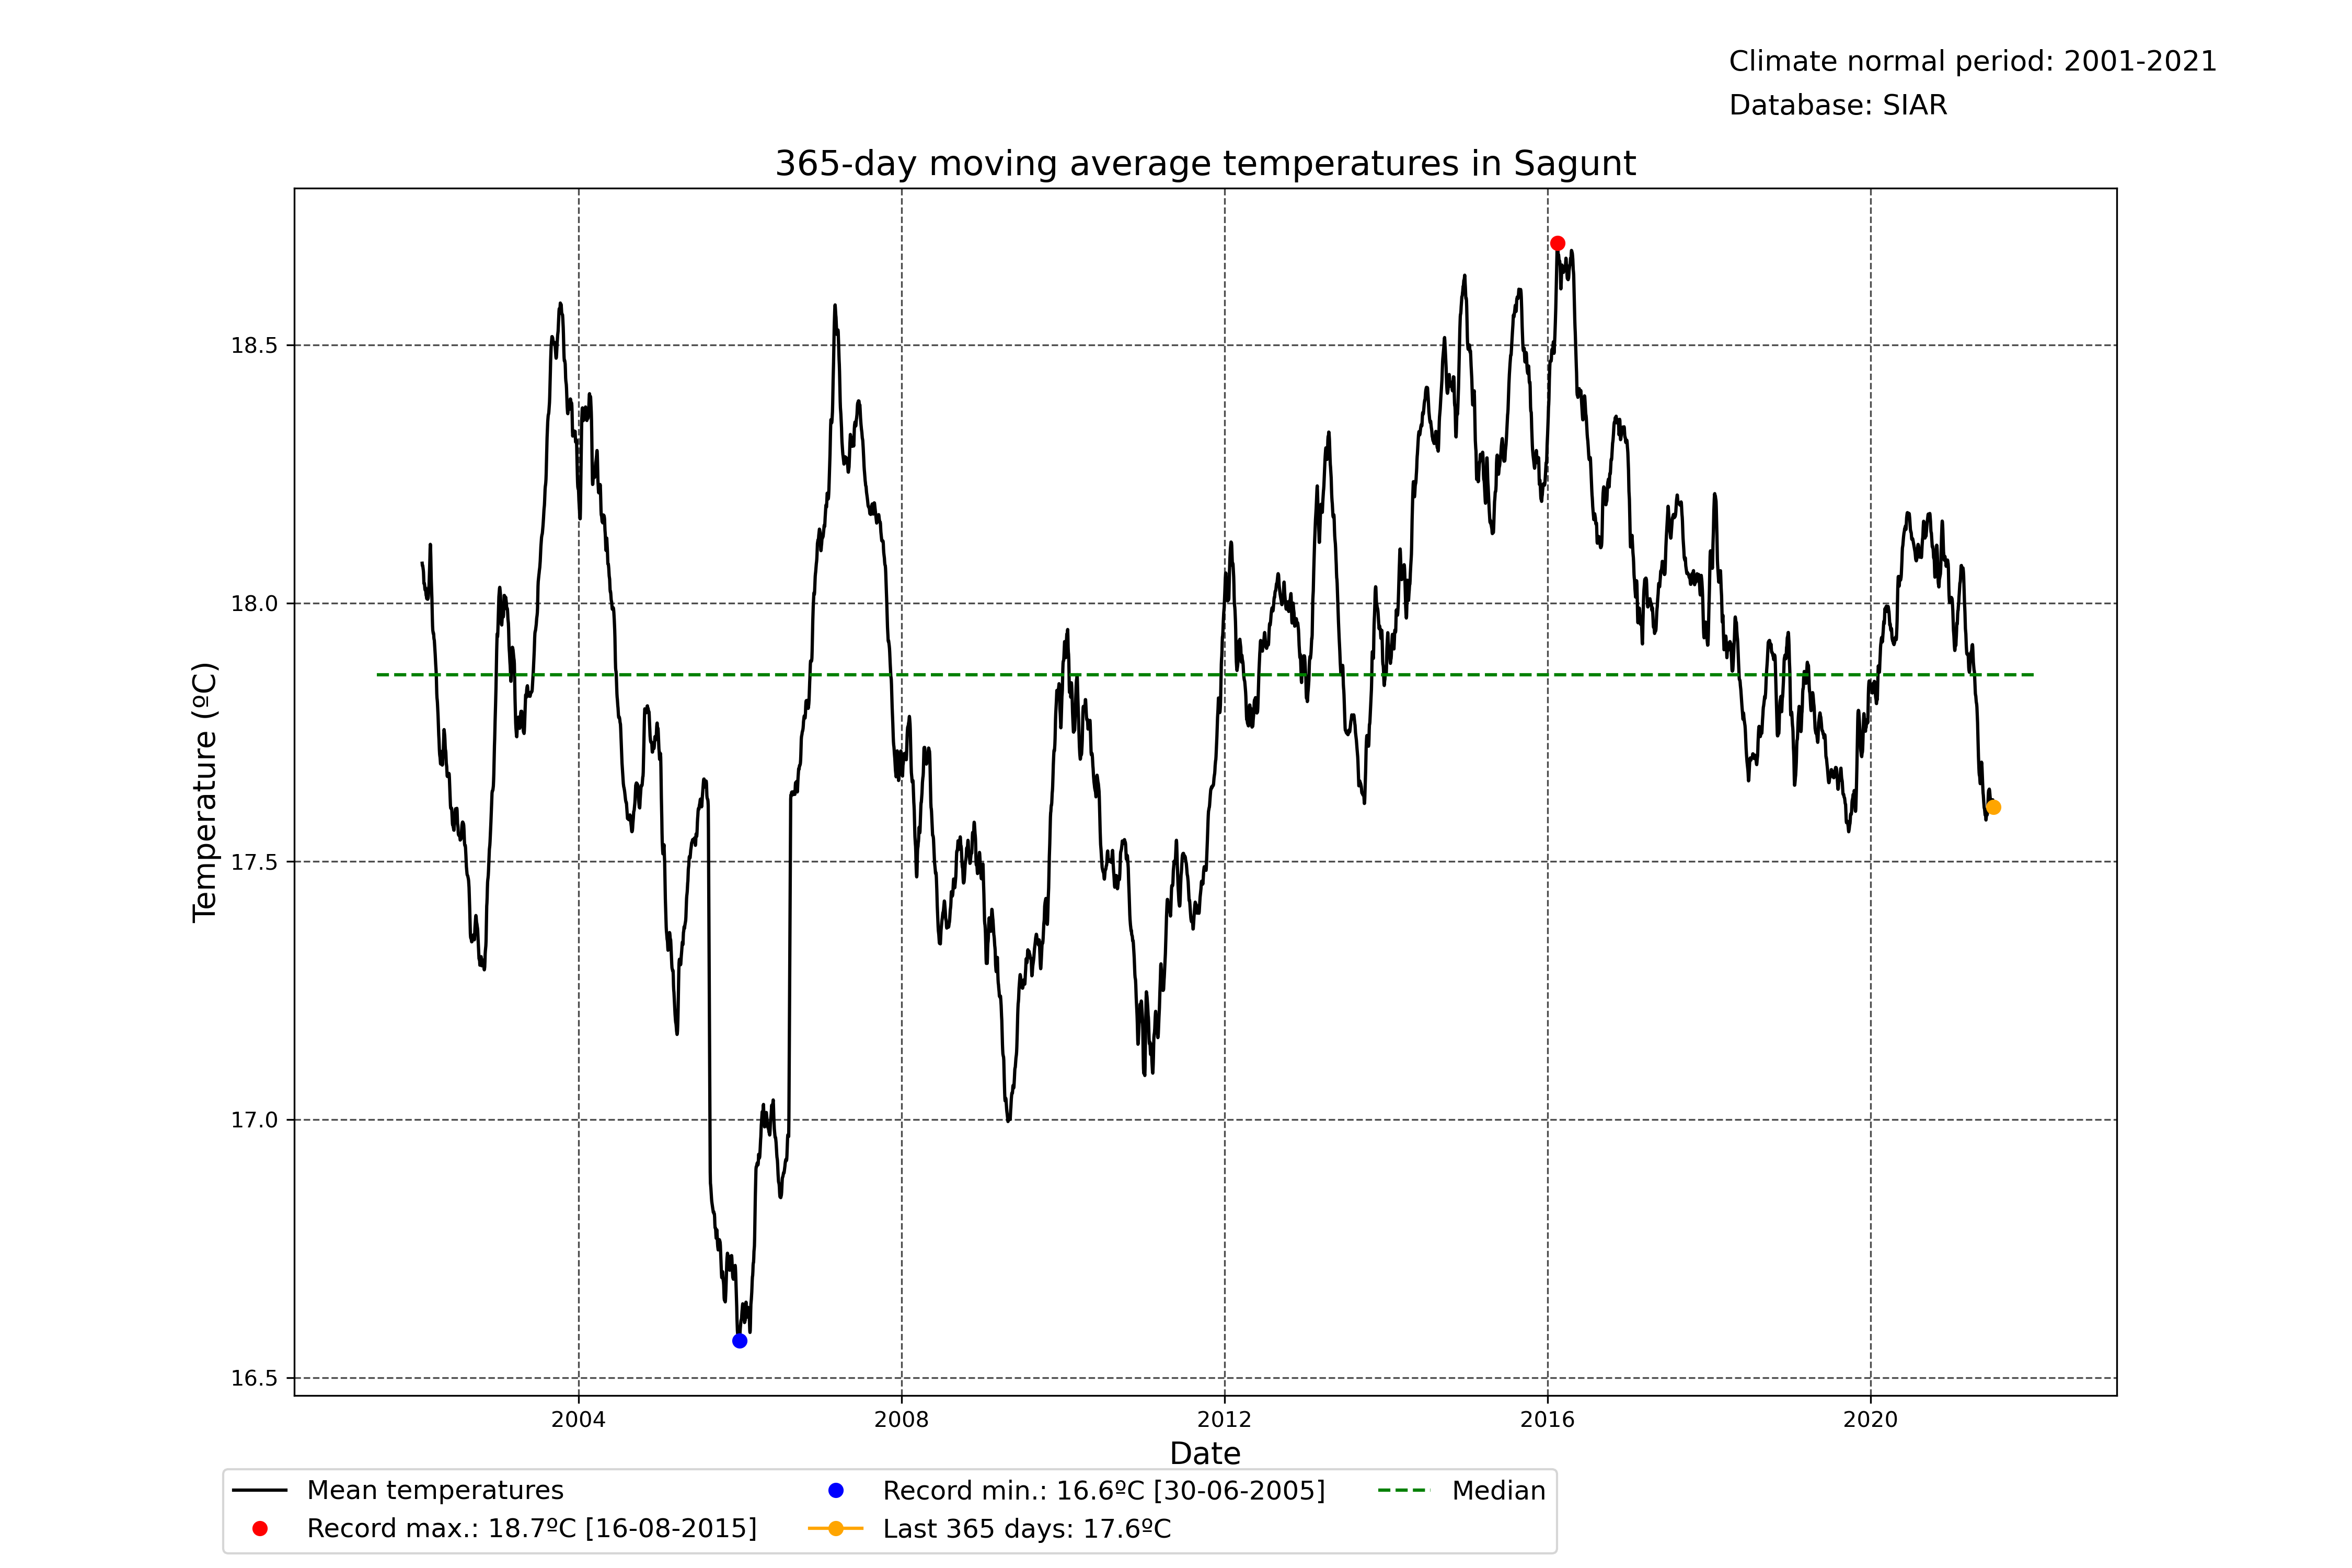 Climate normal period: 2001-2021
Database: SIAR
365-day moving average temperatures in Sagunt
Temperature (ºC)
18.5
18.0
17.5
17.0
16.5
2004
2008
2012
2016
2020
Date
Mean temperatures
Record max.: 18.7ºC [16-08-2015]
Record min.: 16.6ºC [30-06-2005]
Last 365 days: 17.6ºC
Median